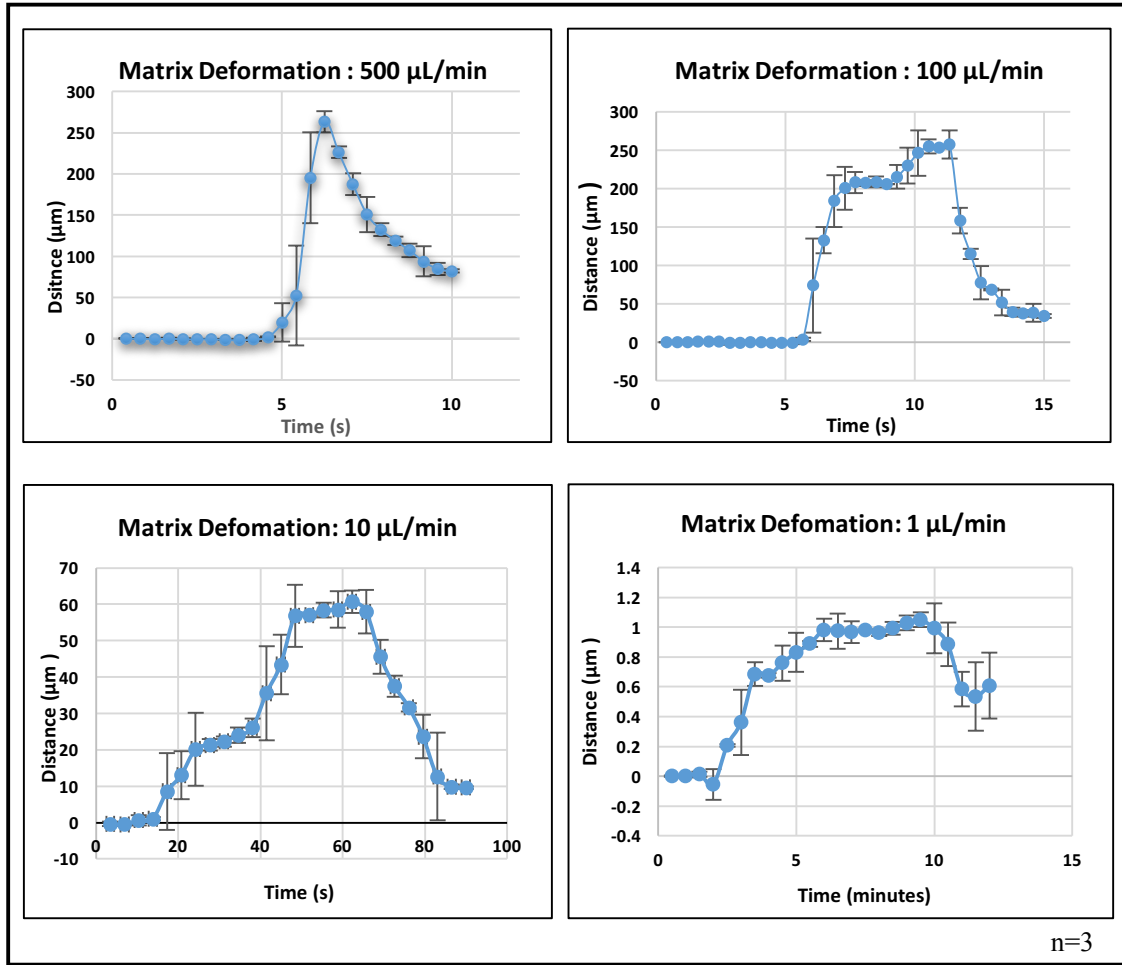 Matrix Deformation : 500 µL/min
300
250
200
150
100
50
0
-50
Dsitnce (µm)
0 5 10
Time (s)
Matrix Deformation : 100 µL/min
300
250
200
150
100
50
0
-50
Distance (µm )
0 5 10 15
Time (s)
Matrix Defomation: 10 µL/min
70
60
50
40
30
20
10
0
-10
Distance (µm )
0 20 40 60 80 100
Time (s)
Matrix Defomation: 1 µL/min
1.4
1.2
1
0.8
0.6
0.4
0.2
0
-0.2
-0.4
Distance (µm )
0 5 10 15
Time (minutes)
n=3